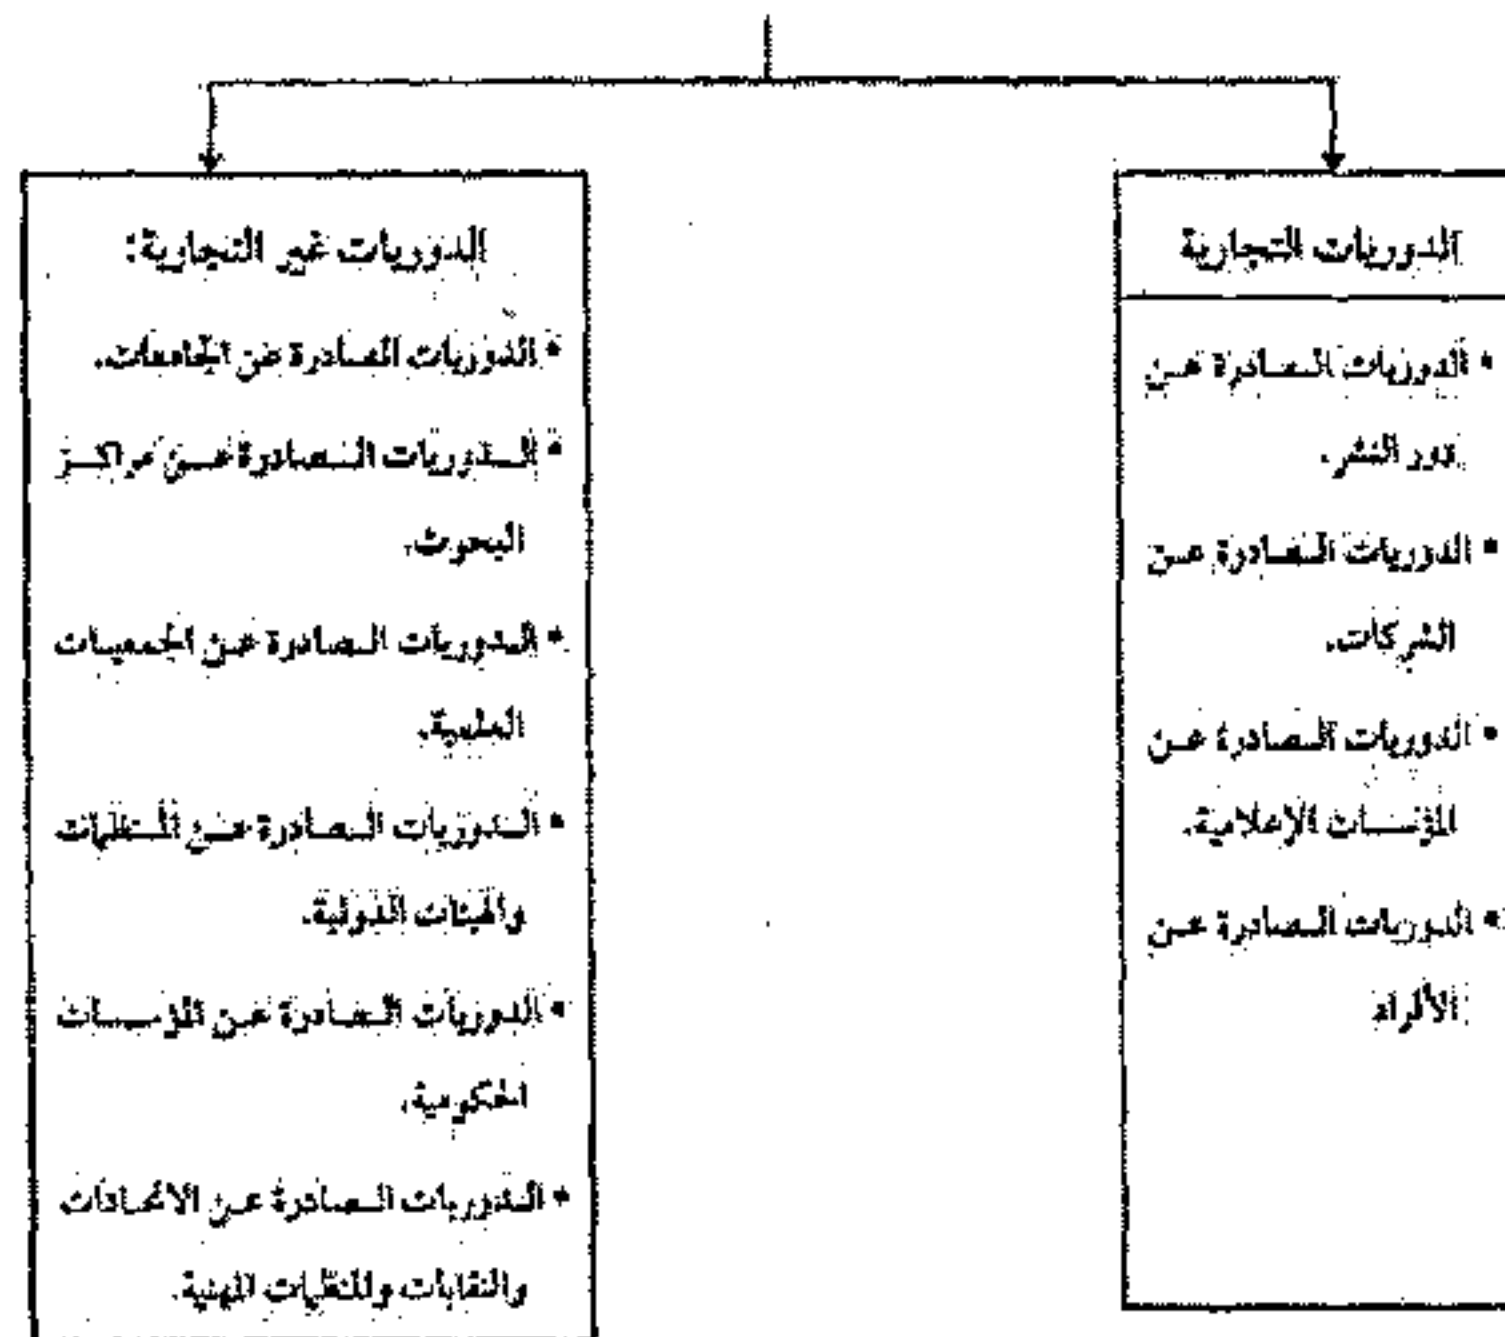 الدوريات التجارية
• الدوريات الصادرة عن
دور النشر.
• الدوريات الصادرة عن
الشركات.
• الدوريات الصادرة عن
المؤسسات الإعلامية.
• الدوريات الصادرة عن
الأفراد
الدوريات غير التجارية:
• الدوريات الصادرة عن الجامعات.
• الدوريات الصادرة عن مراكز
البحوث.
• الدوريات الصادرة عن الجمعيات
العلمية.
• الدوريات الصادرة عن المنظمات
والهيئات الدولية.
• الدوريات الصادرة عن المؤسسات
الحكومية.
• الدوريات الصادرة عن الاتحادات
والنقابات والمنظمات المهنية.